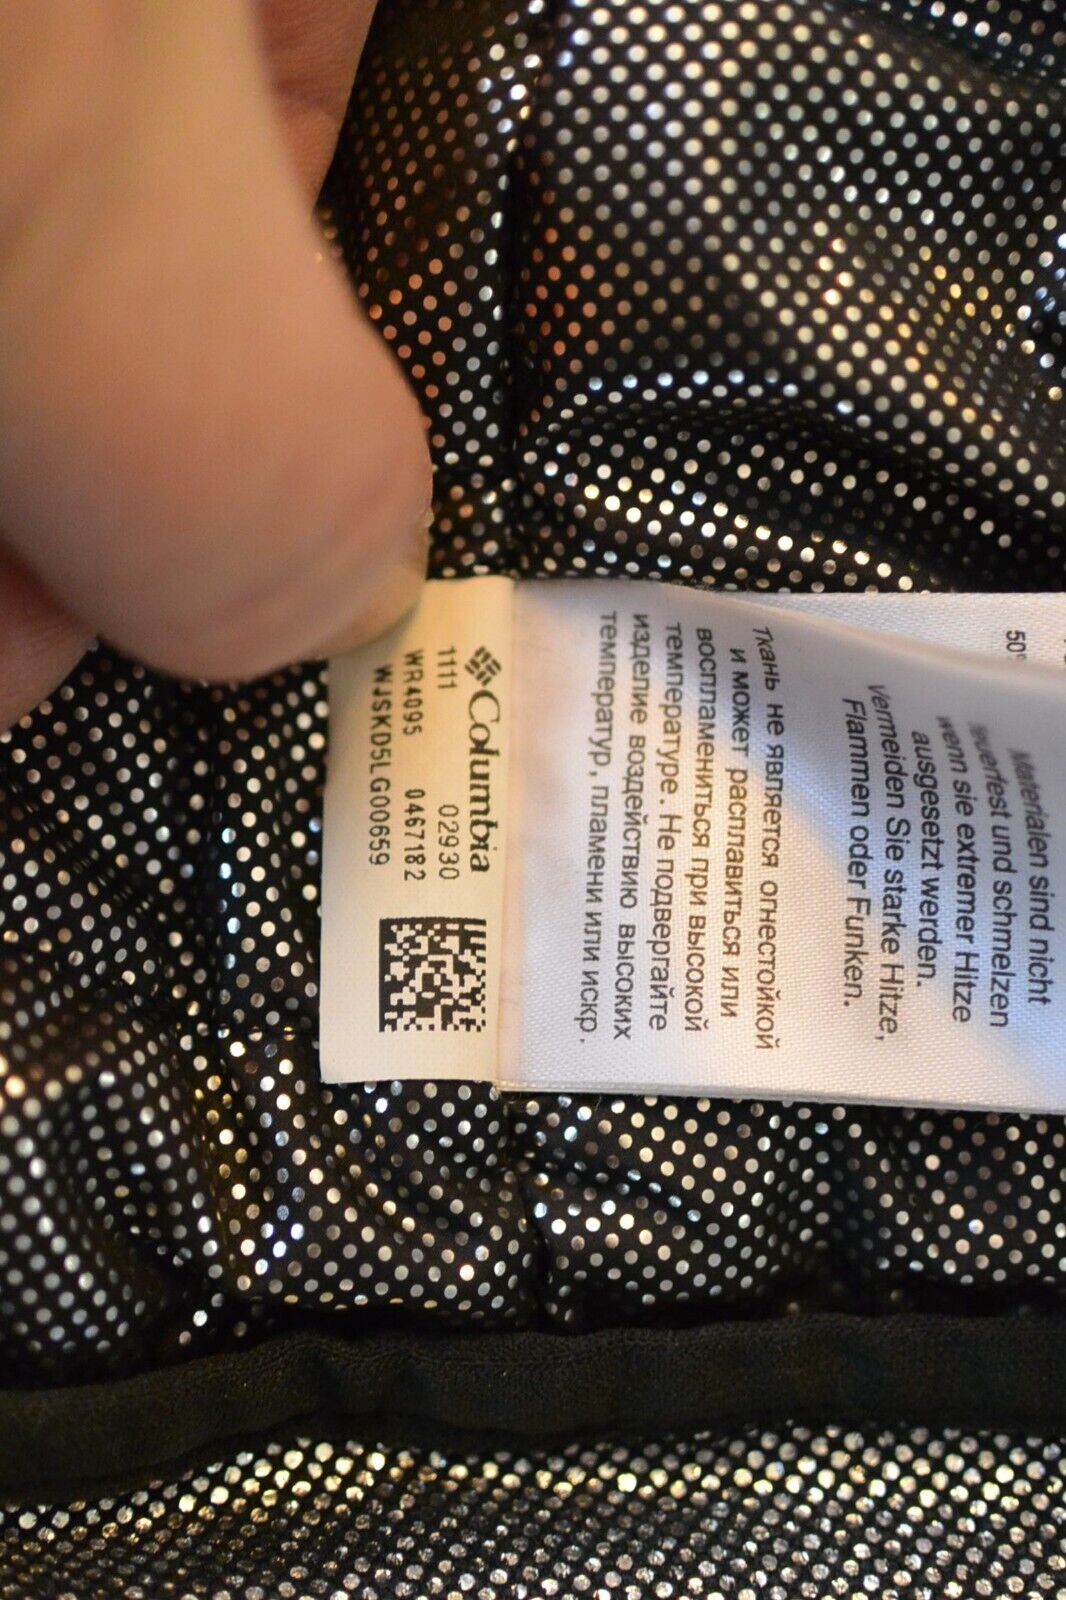 Columbia
1111 02930
WR4095 0467182
WJSKD5LG00659
50°
Materialen sind nicht
feuerfest und schmelzen
wenn sie extremer Hitze
ausgesetzt werden.
Vermeiden Sie starke Hitze,
Flammen oder Funken.
Ткань не является огнестойкой
и может расплавиться или
воспламениться при высокой
температуре. Не подвергайте
изделие воздействию высоких
температур, пламени или искр.